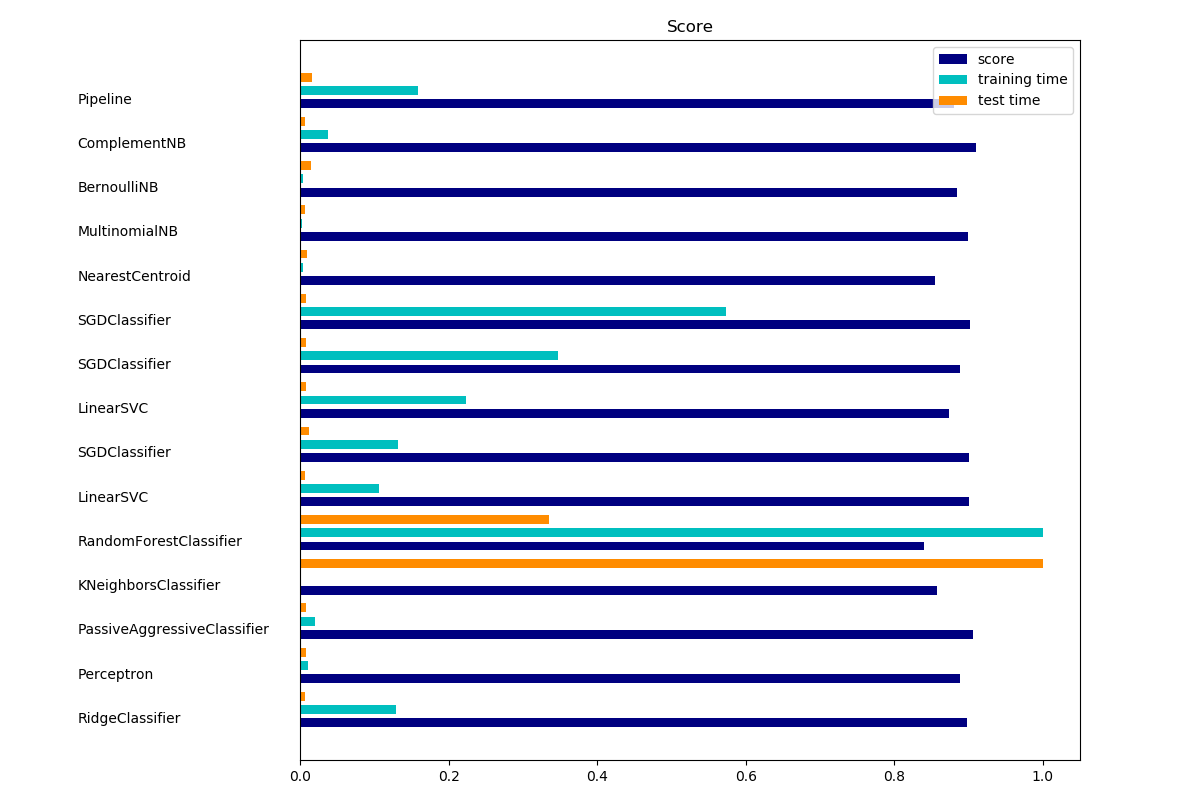 Score
score
training time
test time
Pipeline
ComplementNB
BernoulliNB
MultinomialNB
NearestCentroid
SGDClassifier
SGDClassifier
LinearSVC
SGDClassifier
LinearSVC
RandomForestClassifier
KNeighborsClassifier
PassiveAggressiveClassifier
Perceptron
RidgeClassifier
0.0 0.2 0.4 0.6 0.8 1.0